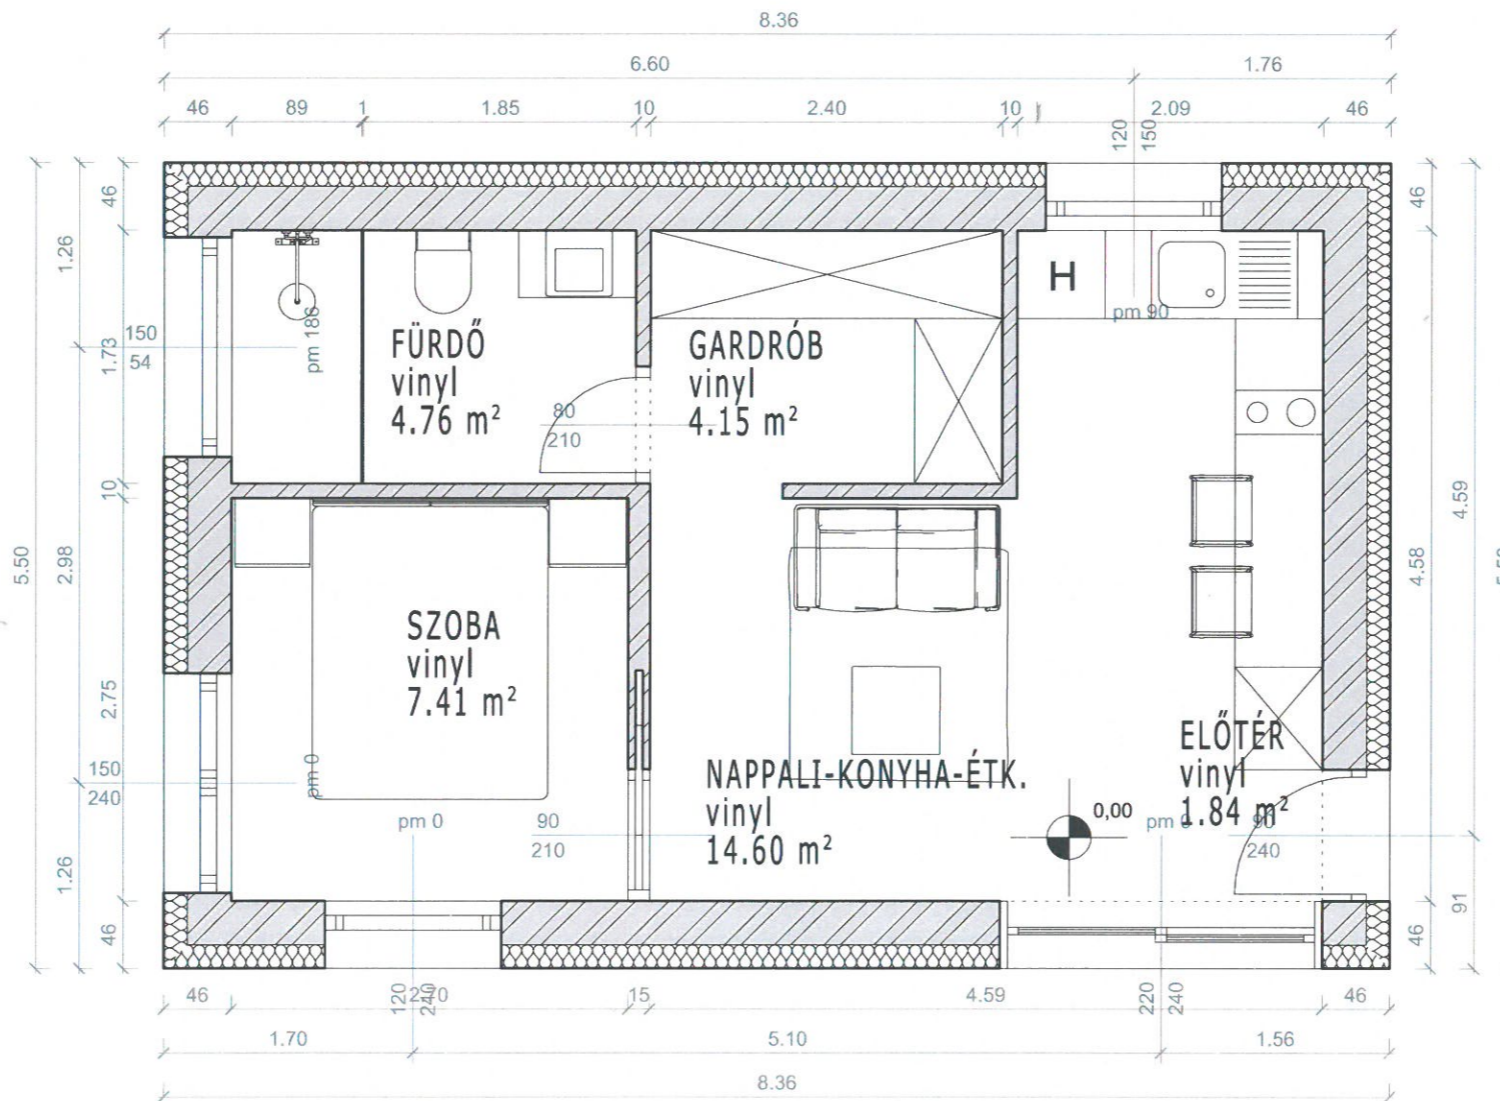 8.36
6.60 1.76
46 89 1 1.85 10 2.40 10 2.09 46
120
150
46
46
1.26
150
1.73
54
pm 186
FÜRDŐ
vinyl
4.76 m²
80
210
GARDRÓB
vinyl
4.15 m²
H
pm 90
10
5.50
2.98
4.58
4.59
SZOBA
vinyl
7.41 m²
2.75
150
240
pm 0
pm 0
90
210
NAPPALI-KONYHA-ÉTK.
vinyl
14.60 m²
0,00
ELŐTÉR
vinyl
1.84 m²
pm 0
90
240
1.26
46
91
46
46 120 240 2.70 15 4.59 220 240 46
1.70 5.10 1.56
8.36